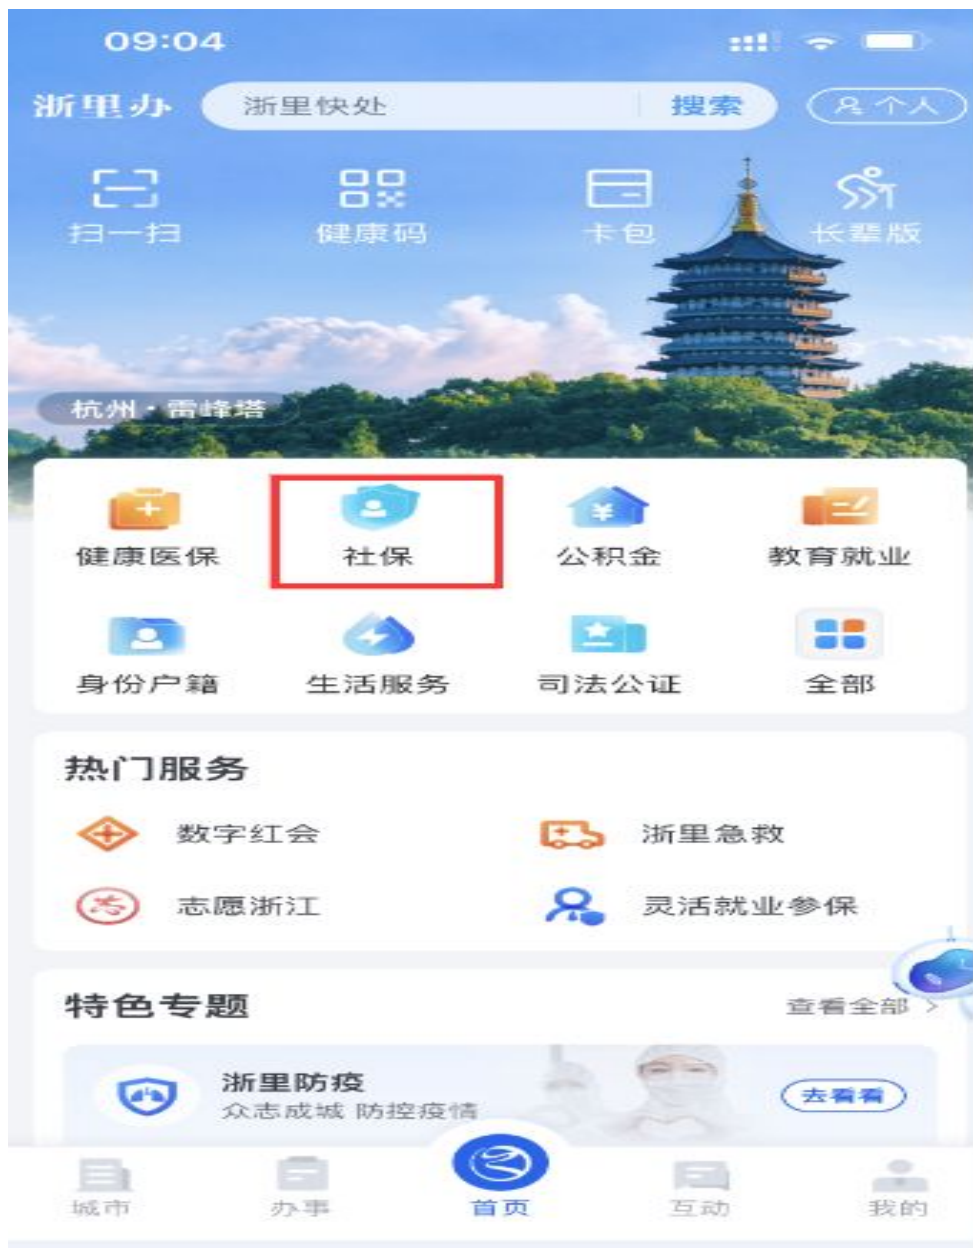 09:04
浙里办 浙里快处 搜索 个人
扫一扫 健康码 卡包 长辈版
杭州·雷峰塔
健康医保 社保 公积金 教育就业
身份户籍 生活服务 司法公证 全部
热门服务
数字红会 浙里急救
志愿浙江 灵活就业参保
特色专题 查看全部 >
浙里防疫
众志成城 防控疫情
去看看
城市 办事 首页 互动 我的